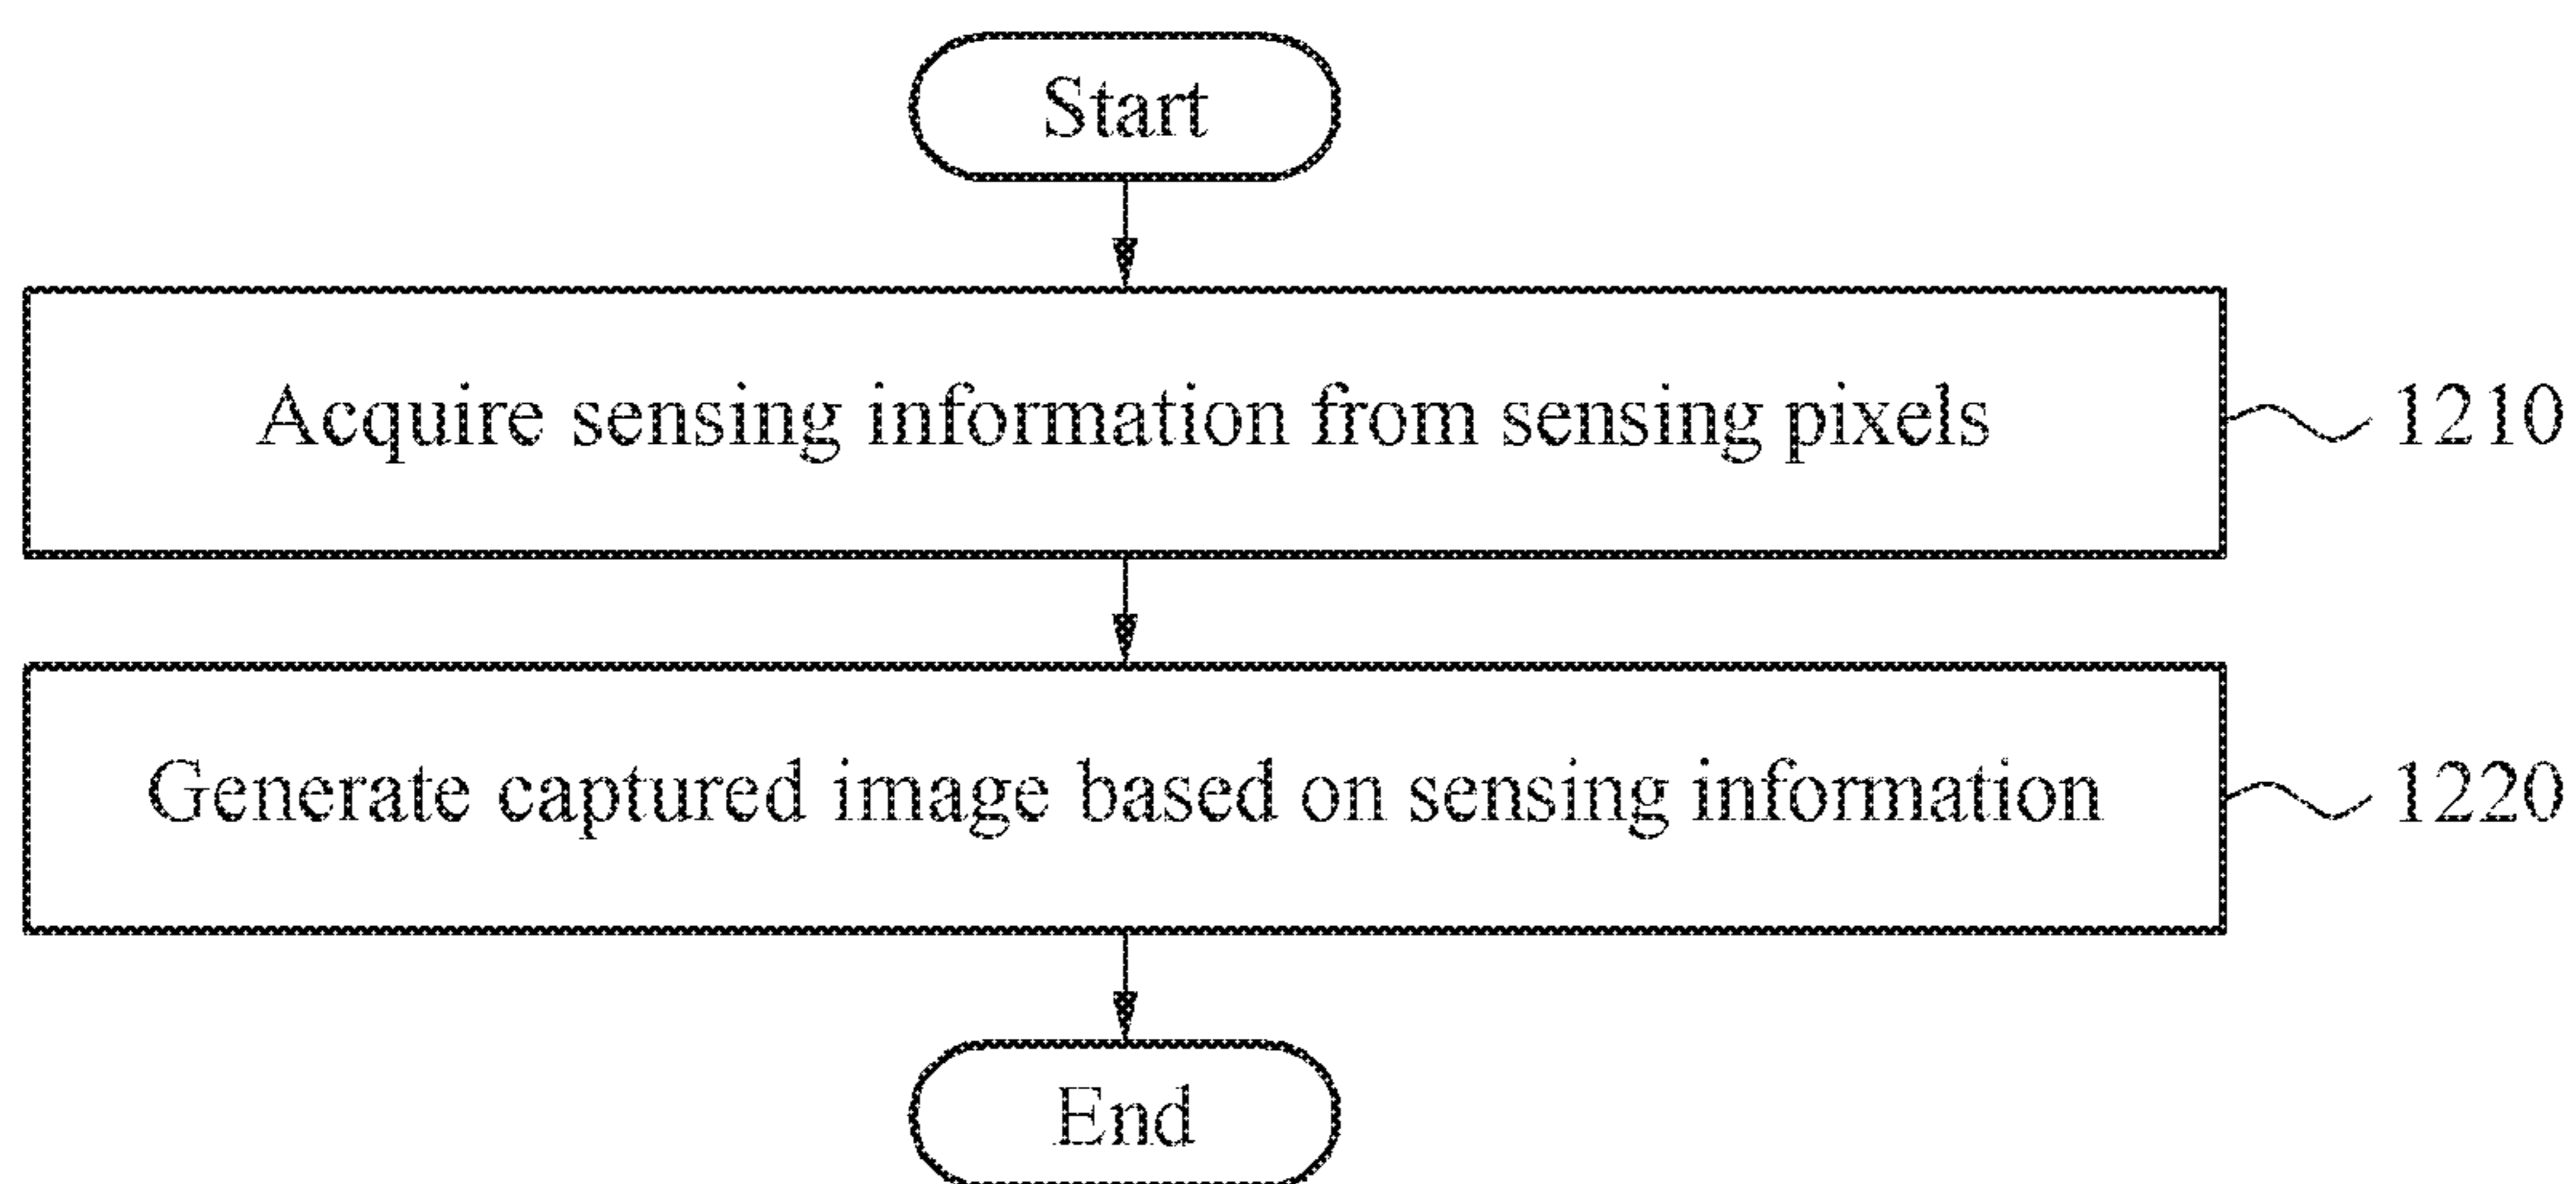 Start
Acquire sensing information from sensing pixels
1210
Generate captured image based on sensing information
1220
End